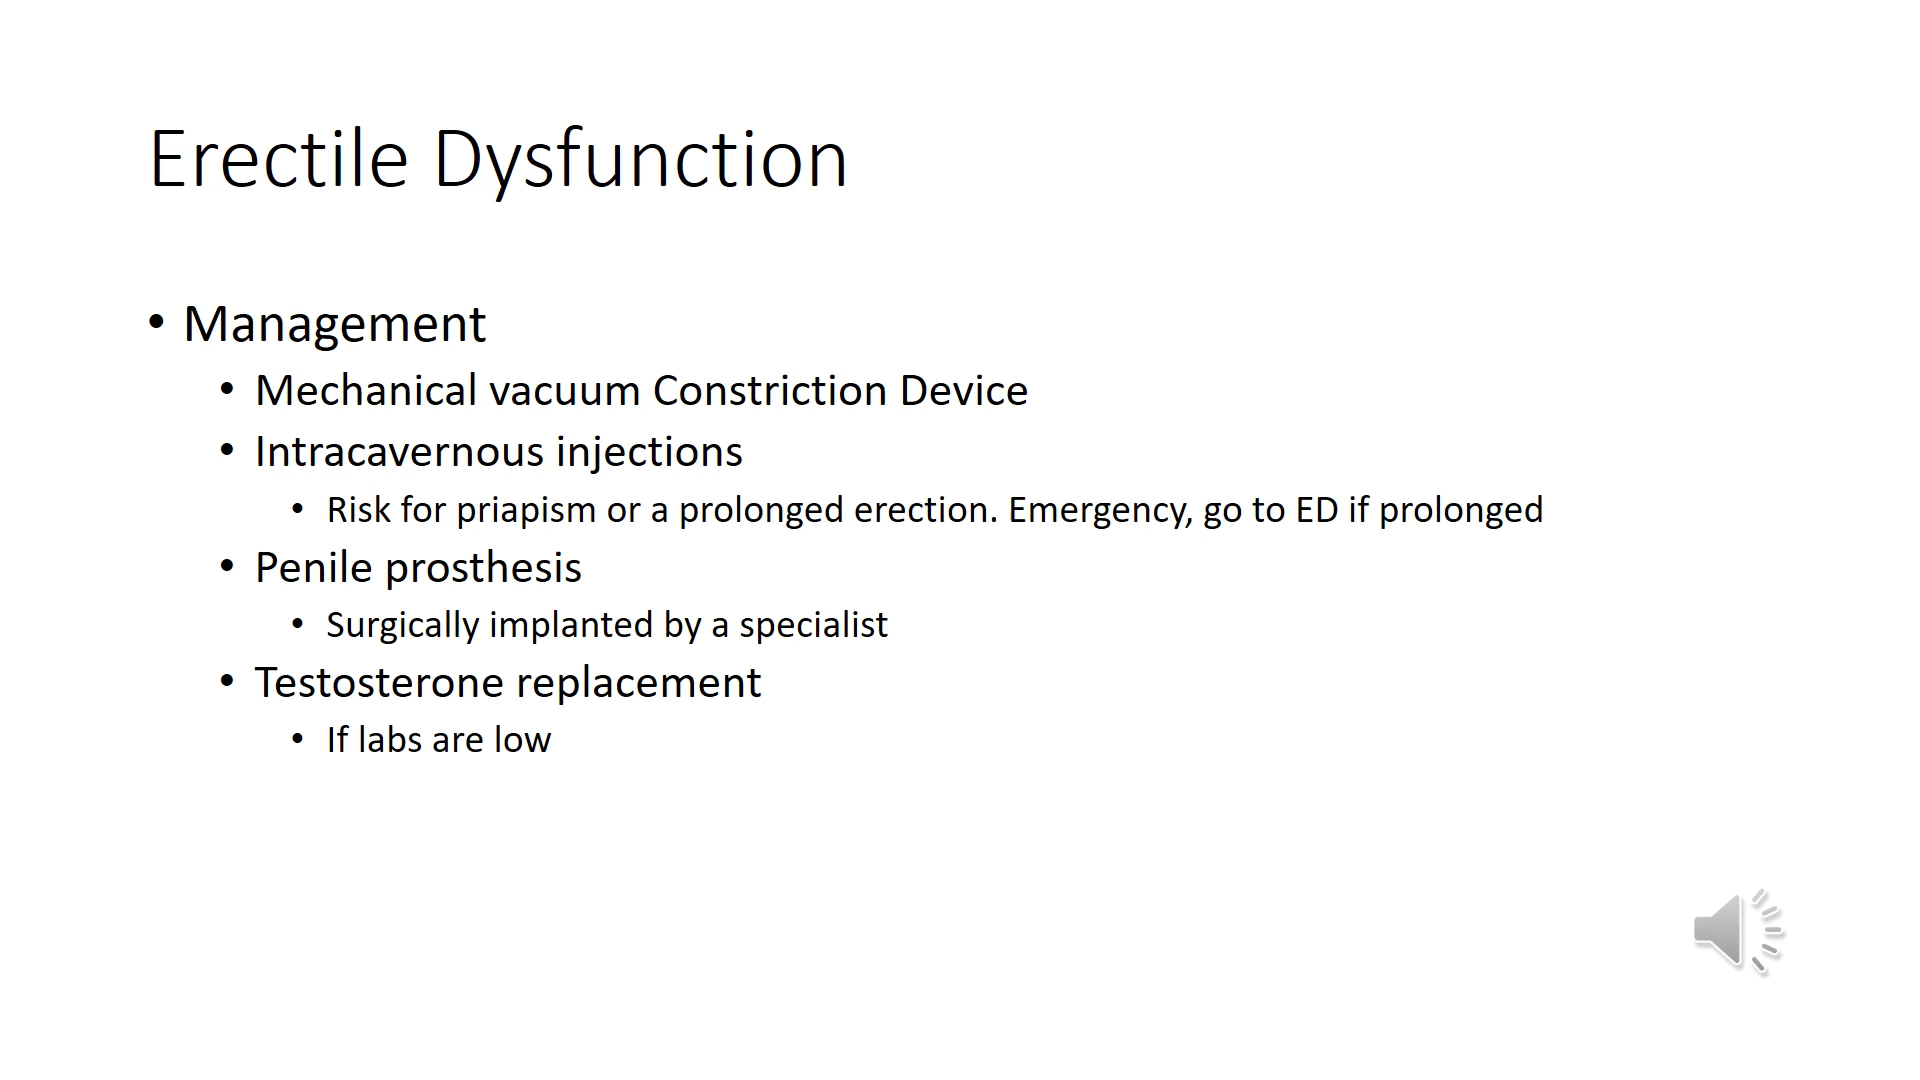 Erectile Dysfunction
• Management
• Mechanical vacuum Constriction Device
• Intracavernous injections
• Risk for priapism or a prolonged erection. Emergency, go to ED if prolonged
• Penile prosthesis
• Surgically implanted by a specialist
• Testosterone replacement
• If labs are low